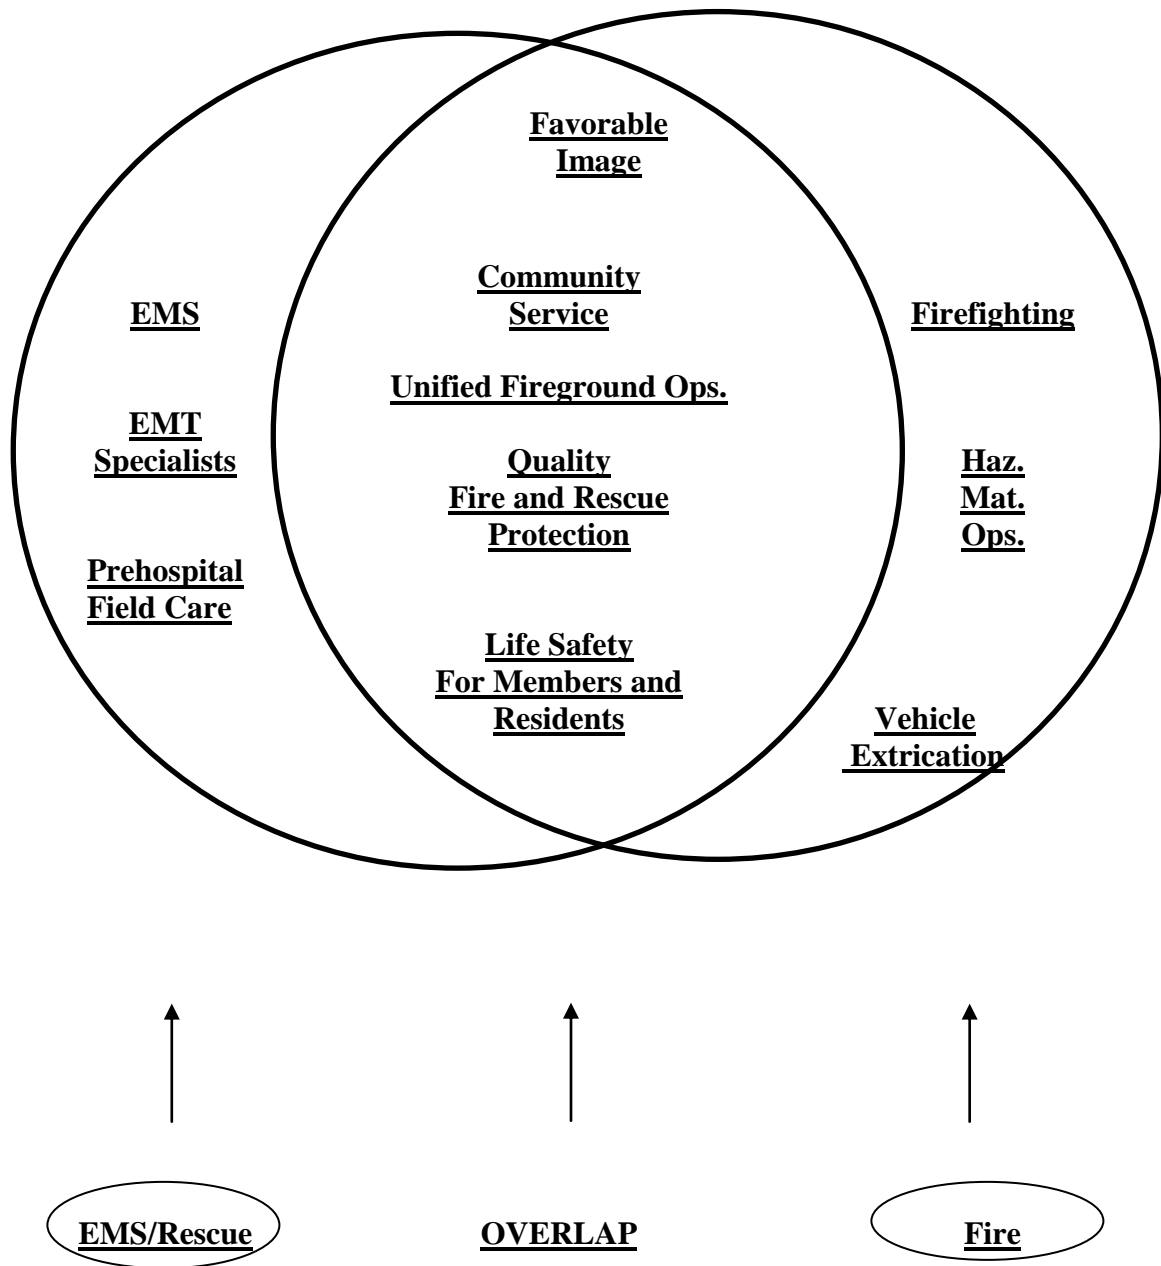 Favorable
Image
Community
Service
EMS
Firefighting
Unified Fireground Ops.
EMT
Specialists
Quality
Fire and Rescue
Protection
Haz.
Mat.
Ops.
Prehospital
Field Care
Life Safety
For Members and
Residents
Vehicle
Extrication
EMS/Rescue
OVERLAP
Fire